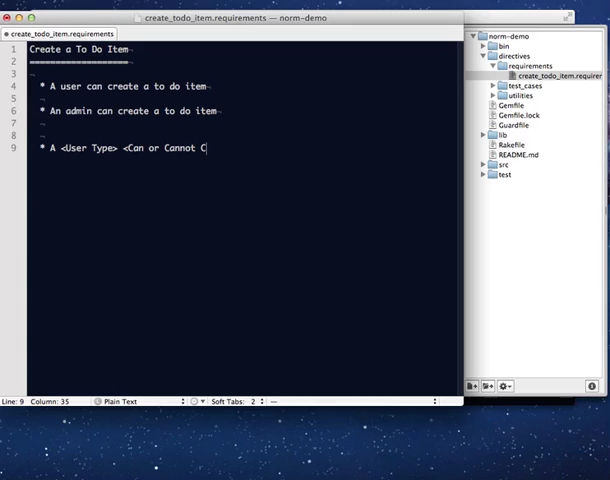 create_todo_item.requirements — norm-demo
create_todo_item.requirements
1 Create a To Do Item¬
2 ===================¬
3 ¬
4 * A user can create a to do item¬
5 ¬
6 * An admin can create a to do item¬
7 ¬
8 ¬
9 * A <User Type> <Can or Cannot C
Line: 9 Column: 35 Plain Text Soft Tabs: 2 —
norm-demo
bin
directives
requirements
create_todo_item.requirer
test_cases
utilities
Gemfile
Gemfile.lock
Guardfile
lib
Rakefile
README.md
src
test